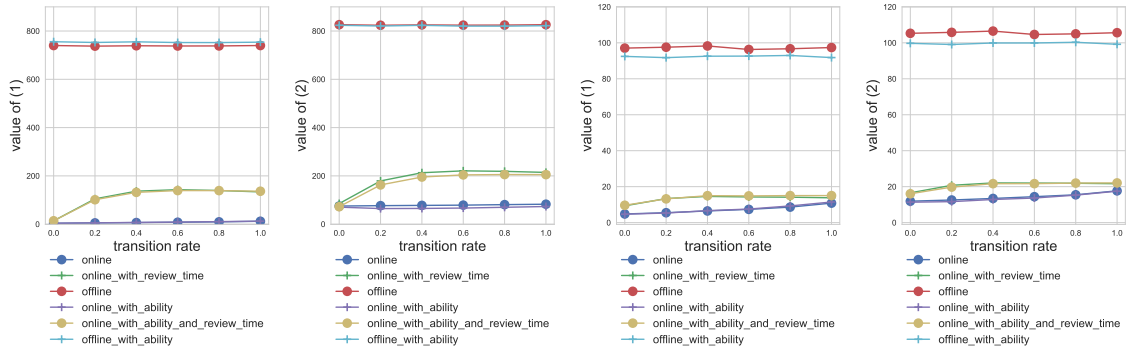 value of (1)
800
600
400
200
0
0.0 0.2 0.4 0.6 0.8 1.0
transition rate
online
online_with_review_time
offline
online_with_ability
online_with_ability_and_review_time
offline_with_ability
value of (2)
800
600
400
200
0
0.0 0.2 0.4 0.6 0.8 1.0
transition rate
online
online_with_review_time
offline
online_with_ability
online_with_ability_and_review_time
offline_with_ability
value of (1)
120
100
80
60
40
20
0
0.0 0.2 0.4 0.6 0.8 1.0
transition rate
online
online_with_review_time
offline
online_with_ability
online_with_ability_and_review_time
offline_with_ability
value of (2)
120
100
80
60
40
20
0
0.0 0.2 0.4 0.6 0.8 1.0
transition rate
online
online_with_review_time
offline
online_with_ability
online_with_ability_and_review_time
offline_with_ability